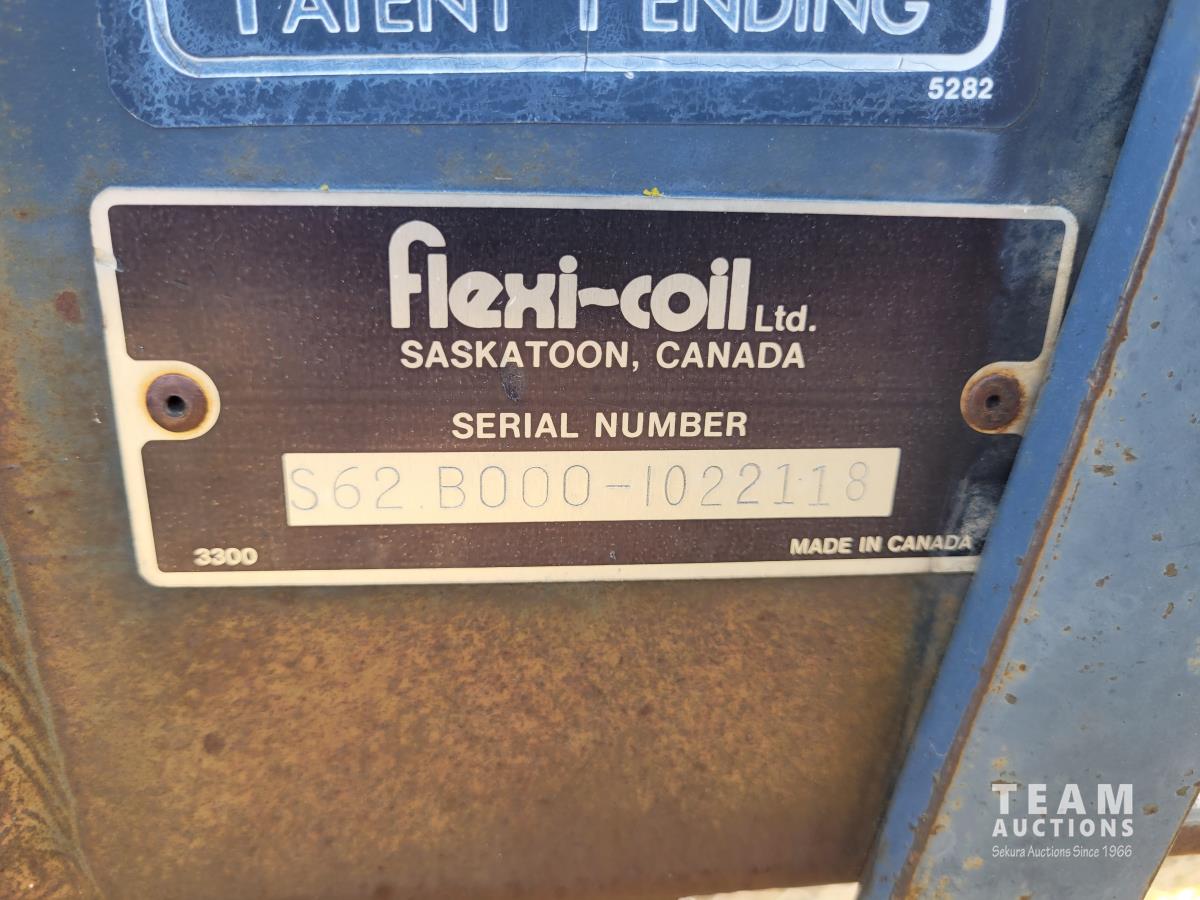 PATENT PENDING
5282
flexi-coil Ltd.
SASKATOON, CANADA
SERIAL NUMBER
S62 B000-1022118
3300
MADE IN CANADA
TEAM
AUCTIONS
Sekura Auctions Since 1966